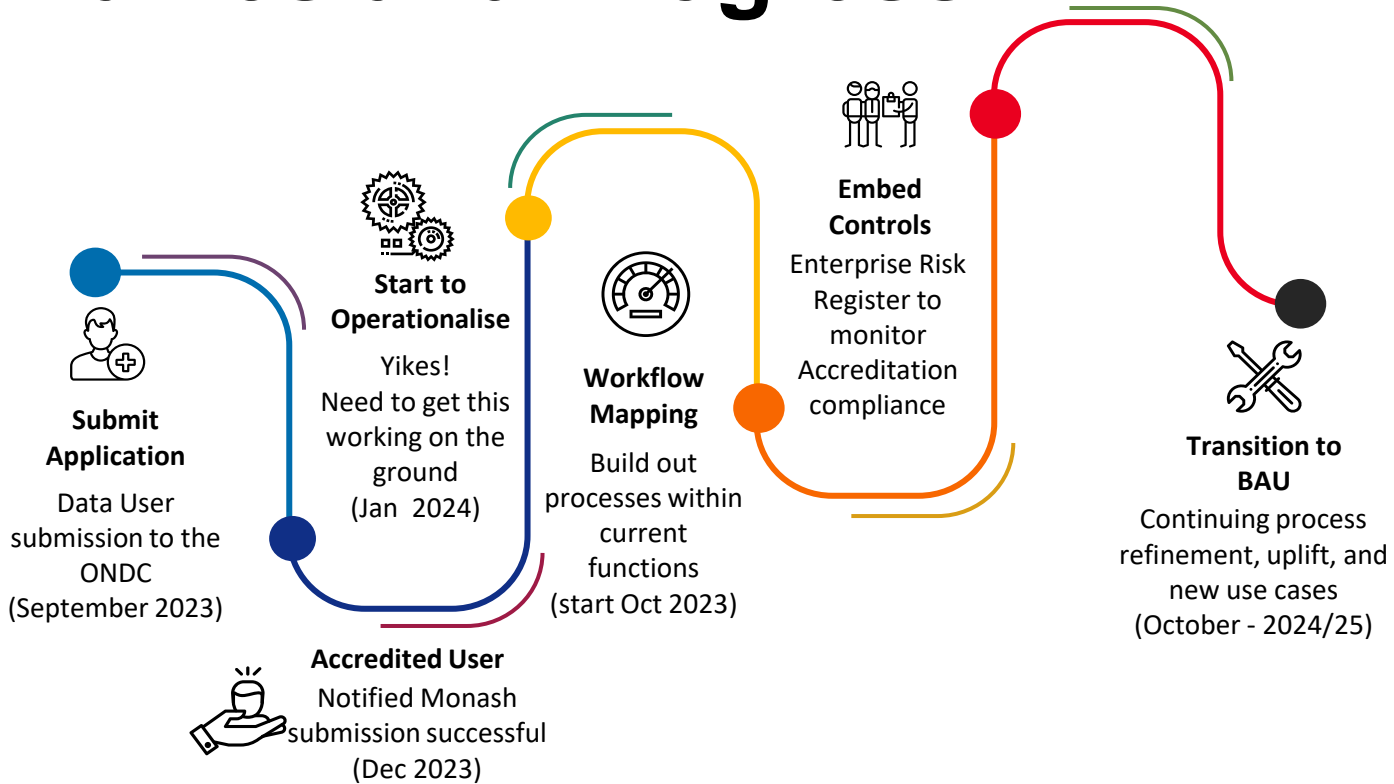 Submit
Application
Data User
submission to the
ONDC
(September 2023)
Accredited User
Notified Monash
submission successful
(Dec 2023)
Start to
Operationalise
Yikes!
Need to get this
working on the
ground
(Jan 2024)
Workflow
Mapping
Build out
processes within
current
functions
(start Oct 2023)
Embed
Controls
Enterprise Risk
Register to
monitor
Accreditation
compliance
Transition to
BAU
Continuing process
refinement, uplift, and
new use cases
(October - 2024/25)